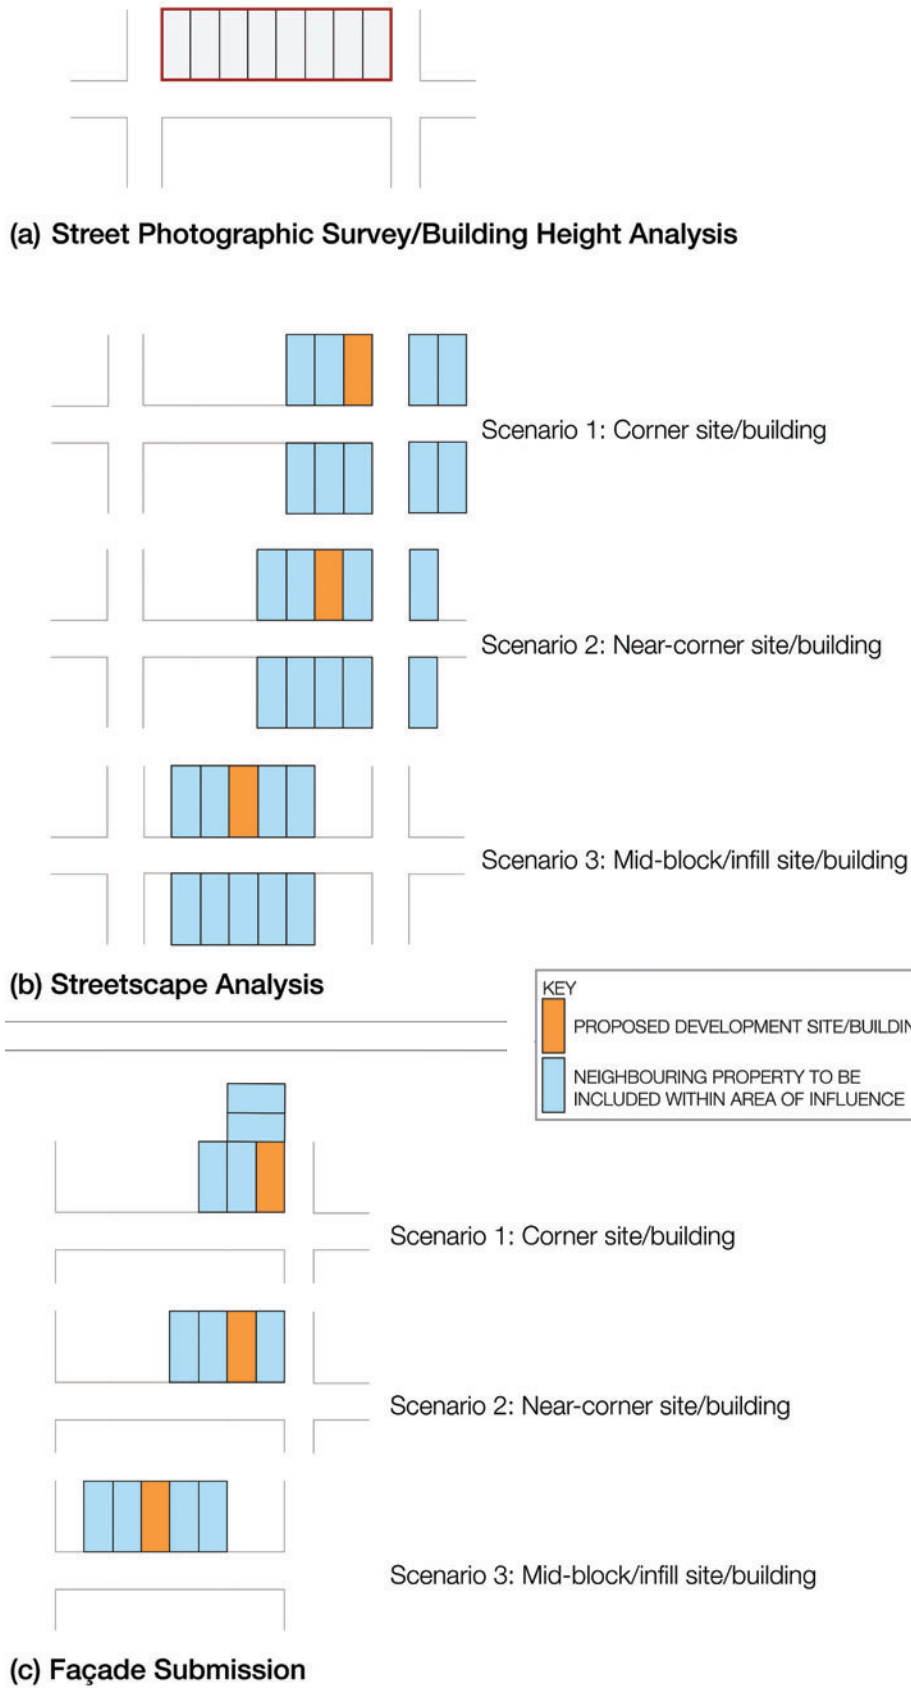 (a) Street Photographic Survey/Building Height Analysis
Scenario 1: Corner site/building
Scenario 2: Near-corner site/building
Scenario 3: Mid-block/infill site/building
(b) Streetscape Analysis
KEY
PROPOSED DEVELOPMENT SITE/BUILDIN
NEIGHBOURING PROPERTY TO BE
INCLUDED WITHIN AREA OF INFLUENCE
Scenario 1: Corner site/building
Scenario 2: Near-corner site/building
Scenario 3: Mid-block/infill site/building
(c) Façade Submission